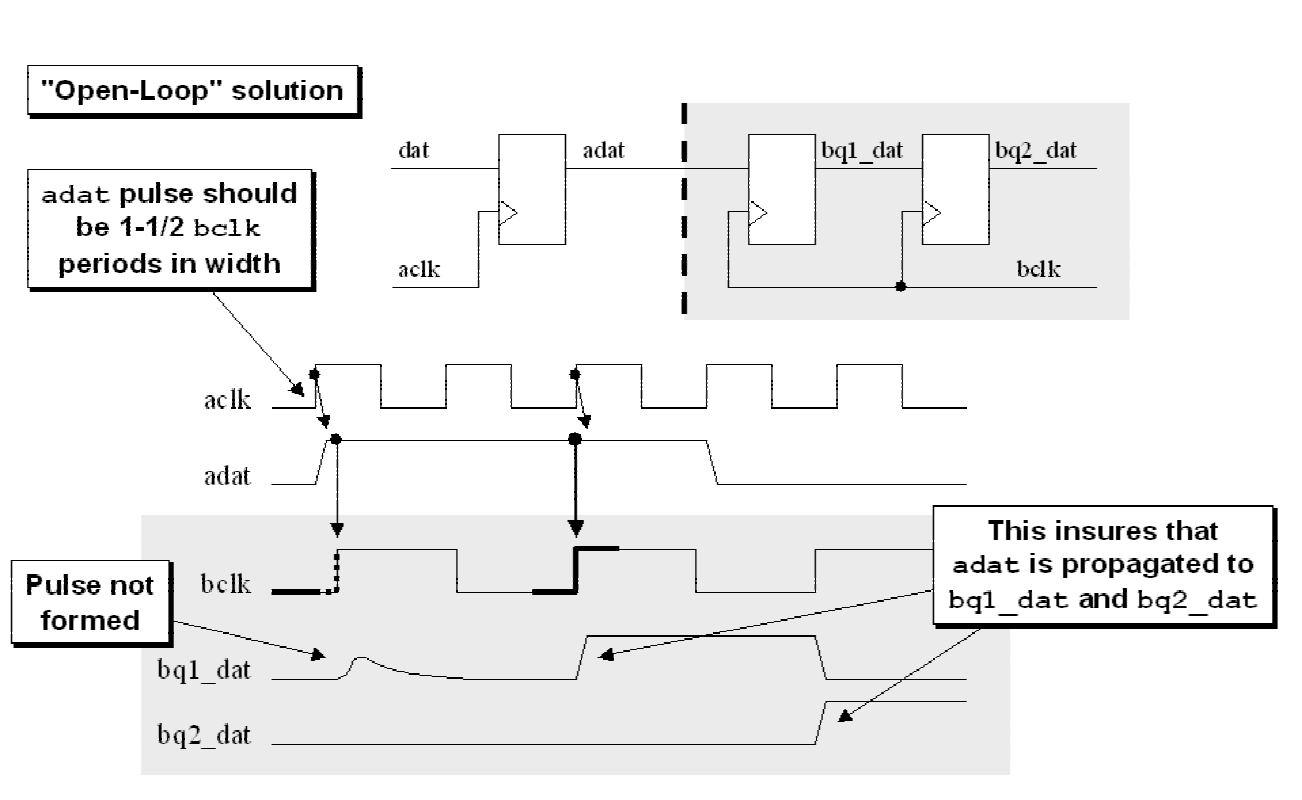 "Open-Loop" solution
dat
adat
bq1_dat
bq2_dat
adat pulse should
be 1-1/2 bclk
periods in width
aclk
bclk
aclk
adat
This insures that
adat is propagated to
bq1_dat and bq2_dat
Pulse not
formed
bclk
bq1_dat
bq2_dat